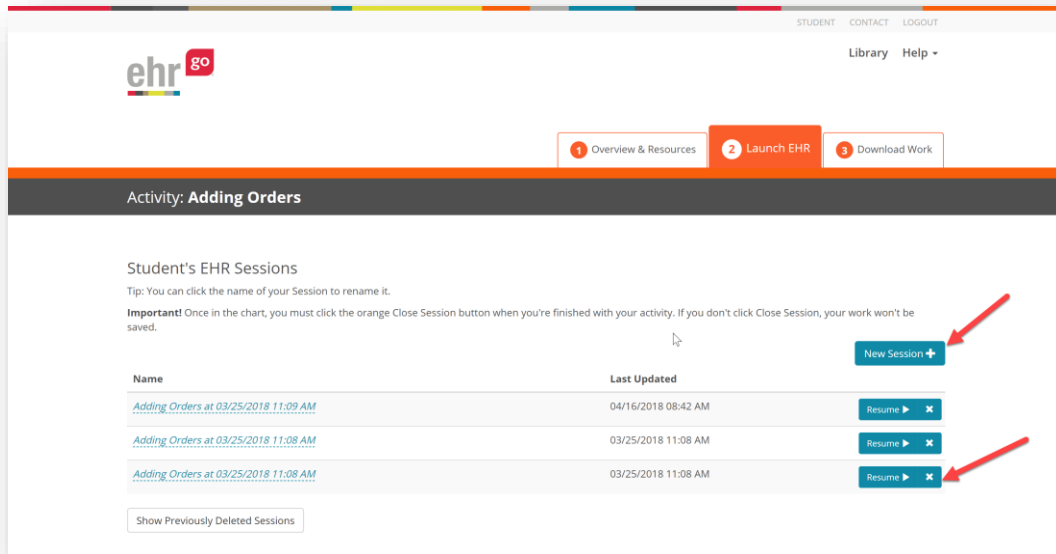 STUDENT CONTACT LOGOUT
Library Help
ehr go
1 Overview & Resources 2 Launch EHR 3 Download Work
Activity: Adding Orders
Student's EHR Sessions
Tip: You can click the name of your Session to rename it.
Important! Once in the chart, you must click the orange Close Session button when you're finished with your activity. If you don't click Close Session, your work won't be
saved.
New Session +
Name Last Updated
Adding Orders at 03/25/2018 11:09 AM 04/16/2018 08:42 AM Resume
Adding Orders at 03/25/2018 11:08 AM 03/25/2018 11:08 AM Resume
Adding Orders at 03/25/2018 11:08 AM 03/25/2018 11:08 AM Resume
Show Previously Deleted Sessions